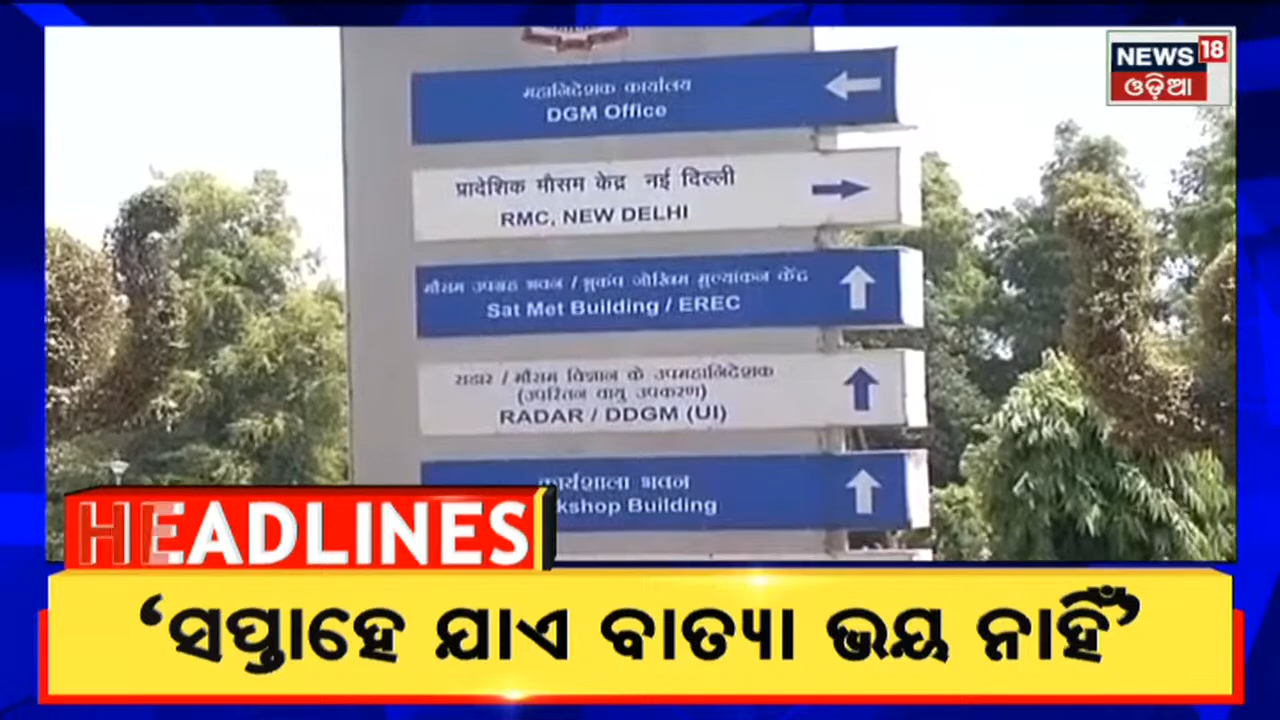 NEWS 18
ଓଡ଼ିଆ
महानिदेशक कार्यालय
DGM Office
प्रादेशिक मौसम केंद्र नई दिल्ली
RMC, NEW DELHI
मौसम उपग्रह भवन / भूकंप जोखिम मुल्यांकन केंद्र
Sat Met Building / EREC
राडार / मौसम विज्ञान के उपमहानिदेशक
(उपरितन वायु उपकरण)
RADAR / DDGM (UI)
कार्यशाला भवन
kshop Building
HEADLINES
‘ସପ୍ତାହେ ଯାଏ ବାତ୍ୟା ଭୟ ନାହିଁ’